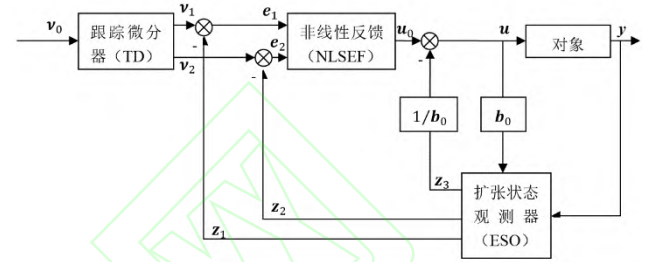 v₀
跟踪微分
器（TD）
v₁
v₂
-
-
e₁
e₂
非线性反馈
（NLSEF）
u₀
-
u
对象
y
1/b₀
b₀
z₃
z₂
z₁
扩张状态
观测器
（ESO）